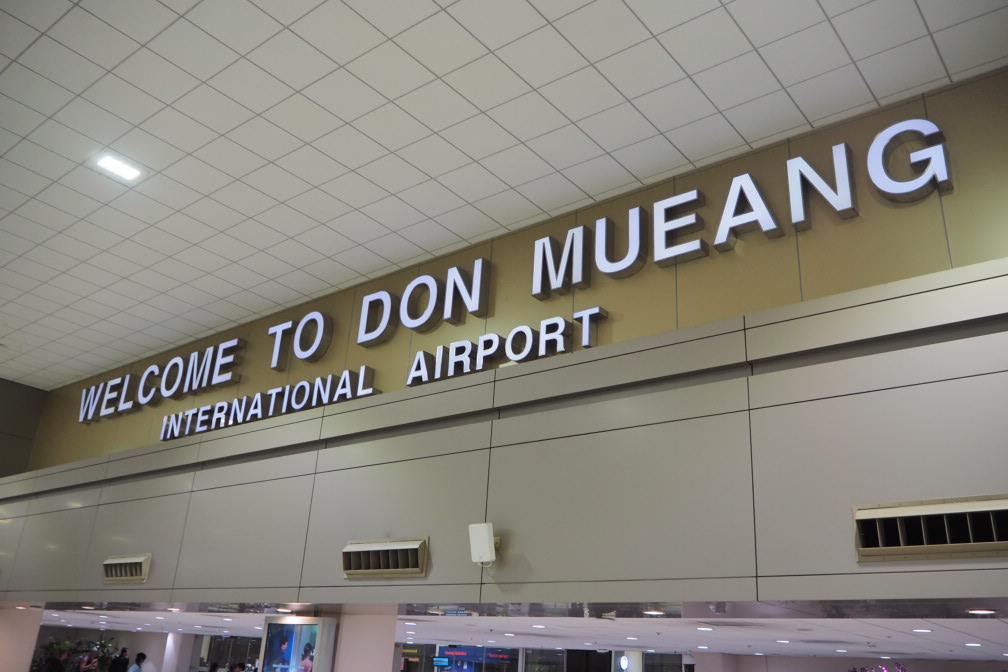 WELCOME TO DON MUEANG
INTERNATIONAL AIRPORT